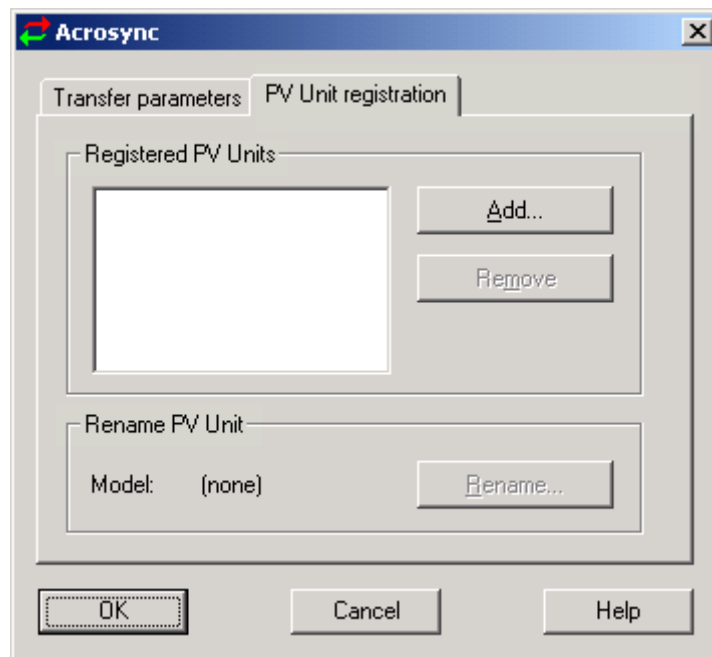 Acrosync
Transfer parameters PV Unit registration
Registered PV Units
Add...
Remove
Rename PV Unit
Model: (none) Rename...
OK Cancel Help